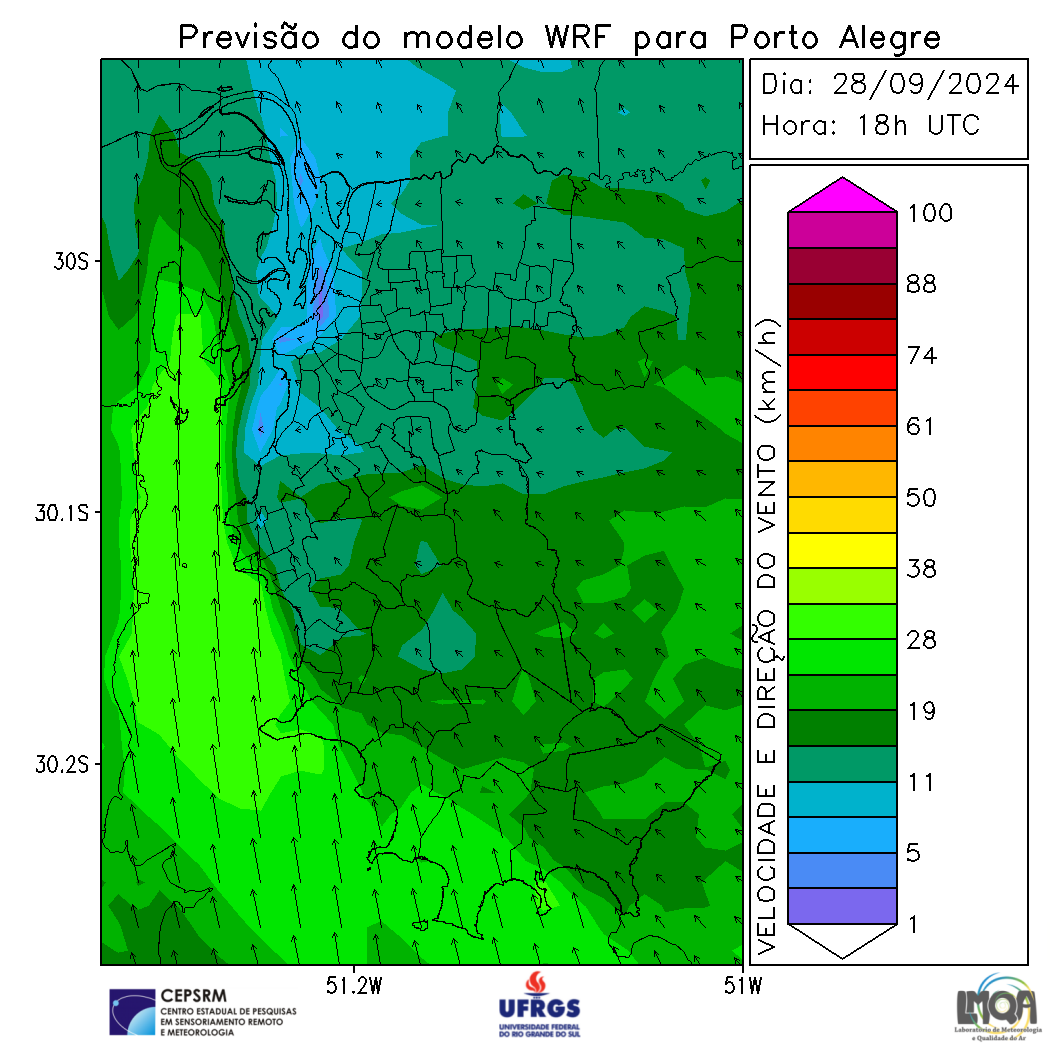 Previsão do modelo WRF para Porto Alegre
Dia: 28/09/2024
Hora: 18h UTC
30S
30.1S
30.2S
51.2W
51W
VELOCIDADE E DIREÇÃO DO VENTO (km/h)
100
88
74
61
50
38
28
19
11
5
1
CEPSRM
CENTRO ESTADUAL DE PESQUISAS
EM SENSORIAMENTO REMOTO
E METEOROLOGIA
UFRGS
UNIVERSIDADE FEDERAL
DO RIO GRANDE DO SUL
LMQA
Laboratório de Meteorologia
e Qualidade do Ar